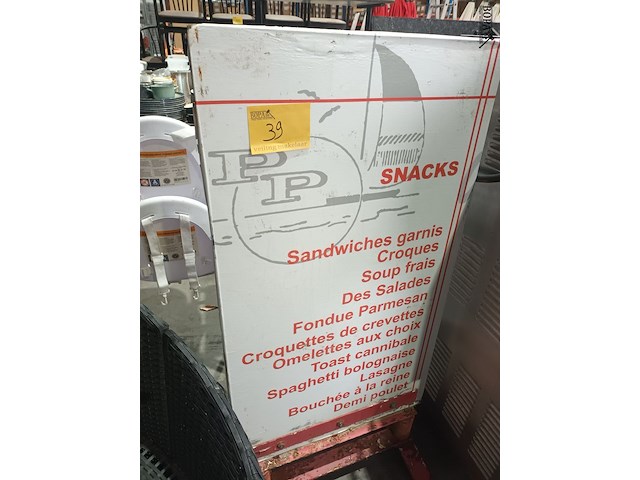 39
PP
SNACKS
Sandwiches garnis
Croques
Soup frais
Des Salades
Fondue Parmesan
Croquettes de crevettes
Omelettes aux choix
Toast cannibale
Spaghetti bolognaise
Lasagne
Bouchée à la reine
Demi poulet